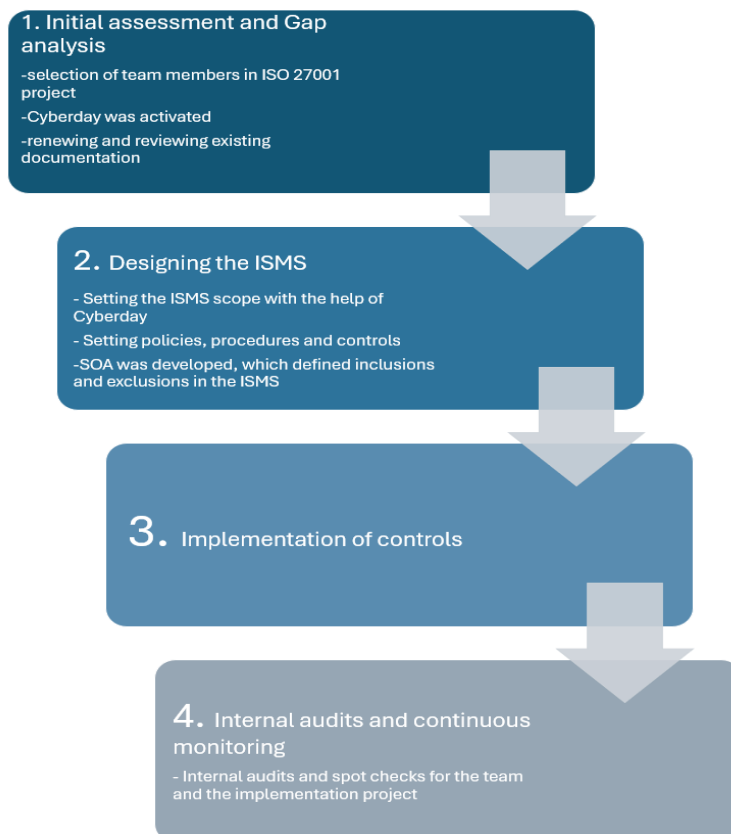 1. Initial assessment and Gap
analysis
-selection of team members in ISO 27001
project
-Cyberday was activated
-renewing and reviewing existing
documentation
2. Designing the ISMS
- Setting the ISMS scope with the help of
Cyberday
- Setting policies, procedures and controls
-SOA was developed, which defined inclusions
and exclusions in the ISMS
3. Implementation of controls
4. Internal audits and continuous
monitoring
- Internal audits and spot checks for the team
and the implementation project